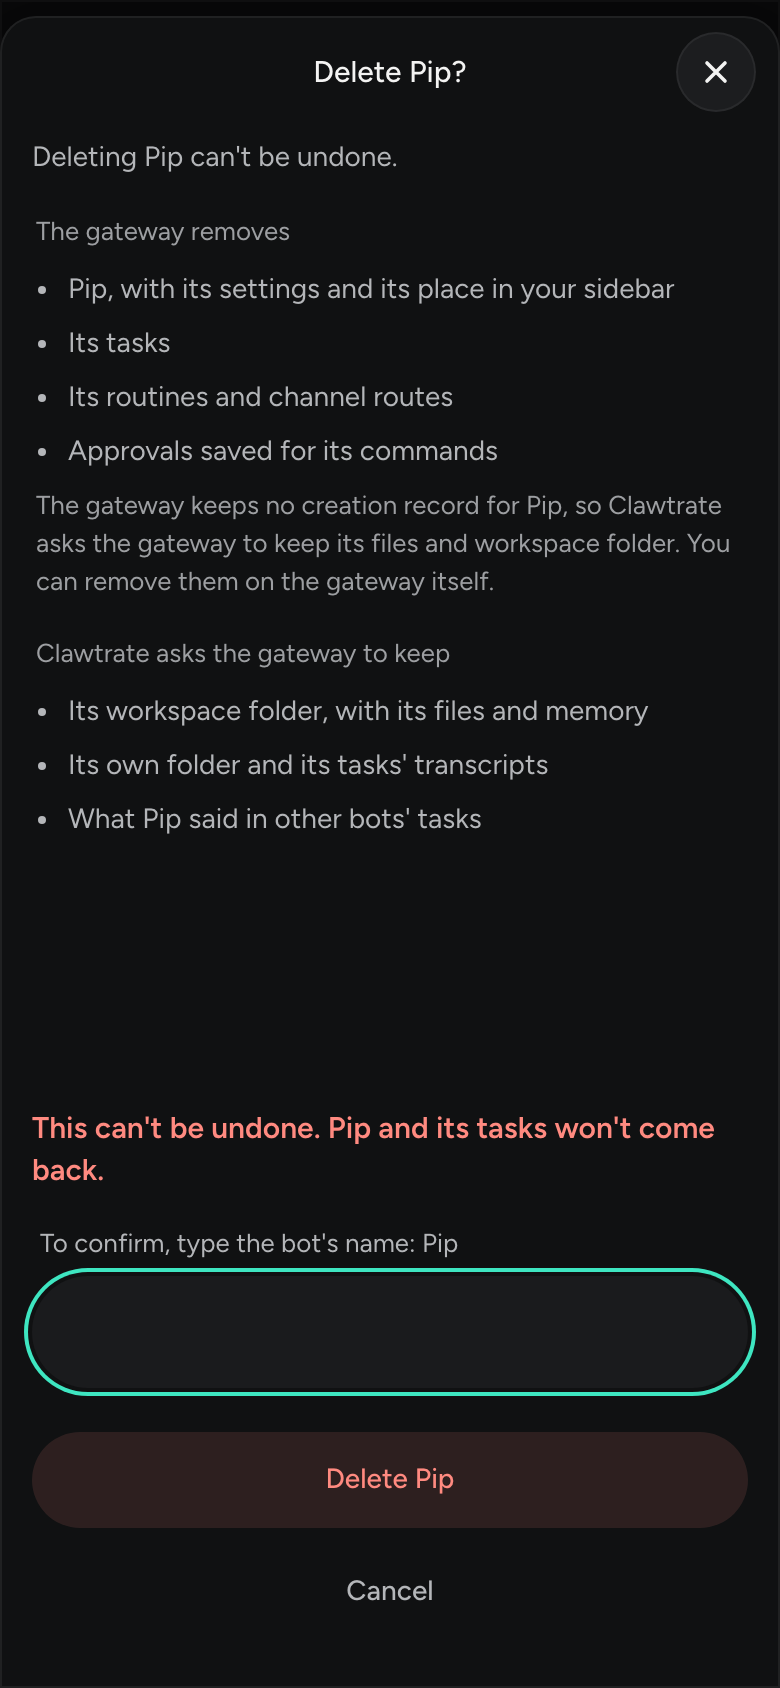 Delete Pip?
Deleting Pip can't be undone.
The gateway removes
• Pip, with its settings and its place in your sidebar
• Its tasks
• Its routines and channel routes
• Approvals saved for its commands
The gateway keeps no creation record for Pip, so Clawtrate
asks the gateway to keep its files and workspace folder. You
can remove them on the gateway itself.
Clawtrate asks the gateway to keep
• Its workspace folder, with its files and memory
• Its own folder and its tasks' transcripts
• What Pip said in other bots' tasks
This can't be undone. Pip and its tasks won't come
back.
To confirm, type the bot's name: Pip
Delete Pip
Cancel